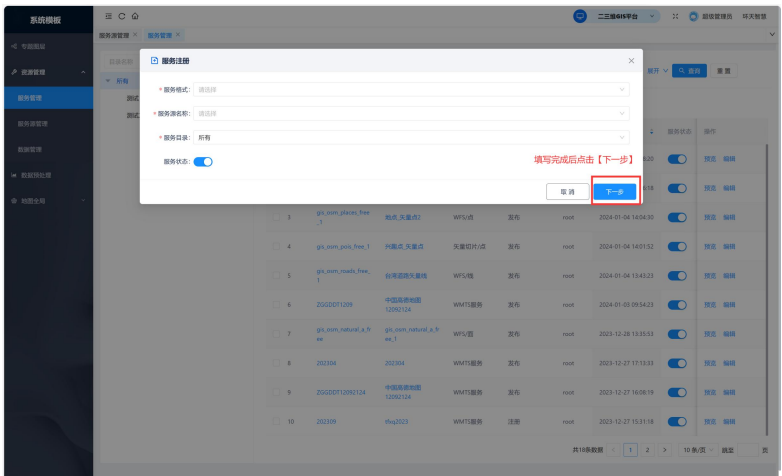 系统模板
二三维GIS平台
超级管理员
环天智慧
服务源管理 ×
服务管理 ×
专题图层
资源管理
服务管理
服务源管理
数据管理
数据预处理
地图全局
目录名称
所有
测试
测试
展开
查询
重置
服务注册
* 服务格式: 请选择
* 服务源名称: 请选择
* 服务目录: 所有
服务状态:
填写完成后点击【下一步】
取消
下一步
服务状态 操作
预览 编辑
预览 编辑
3 gis_osm_places_free_1 地点_矢量点2 WFS/点 发布 root 2024-01-04 14:04:30 预览 编辑
4 gis_osm_pois_free_1 兴趣点_矢量点 矢量切片/点 发布 root 2024-01-04 14:01:52 预览 编辑
5 gis_osm_roads_free_1 台湾道路矢量线 WFS/线 发布 root 2024-01-04 13:43:23 预览 编辑
6 ZGGDDT1209 中国高德地图12092124 WMTS服务 发布 root 2024-01-03 09:54:23 预览 编辑
7 gis_osm_natural_a_free gis_osm_natural_a_free_1 WFS/面 发布 root 2023-12-28 13:35:53 预览 编辑
8 202304 202304 WMTS服务 发布 root 2023-12-27 17:13:33 预览 编辑
9 ZGGDDT12092124 中国高德地图12092124 WMTS服务 发布 root 2023-12-27 16:08:19 预览 编辑
10 202309 tfvq2023 WMTS服务 注册 root 2023-12-27 15:31:18 预览 编辑
共18条数据 < 1 2 > 10 条/页 跳至 页